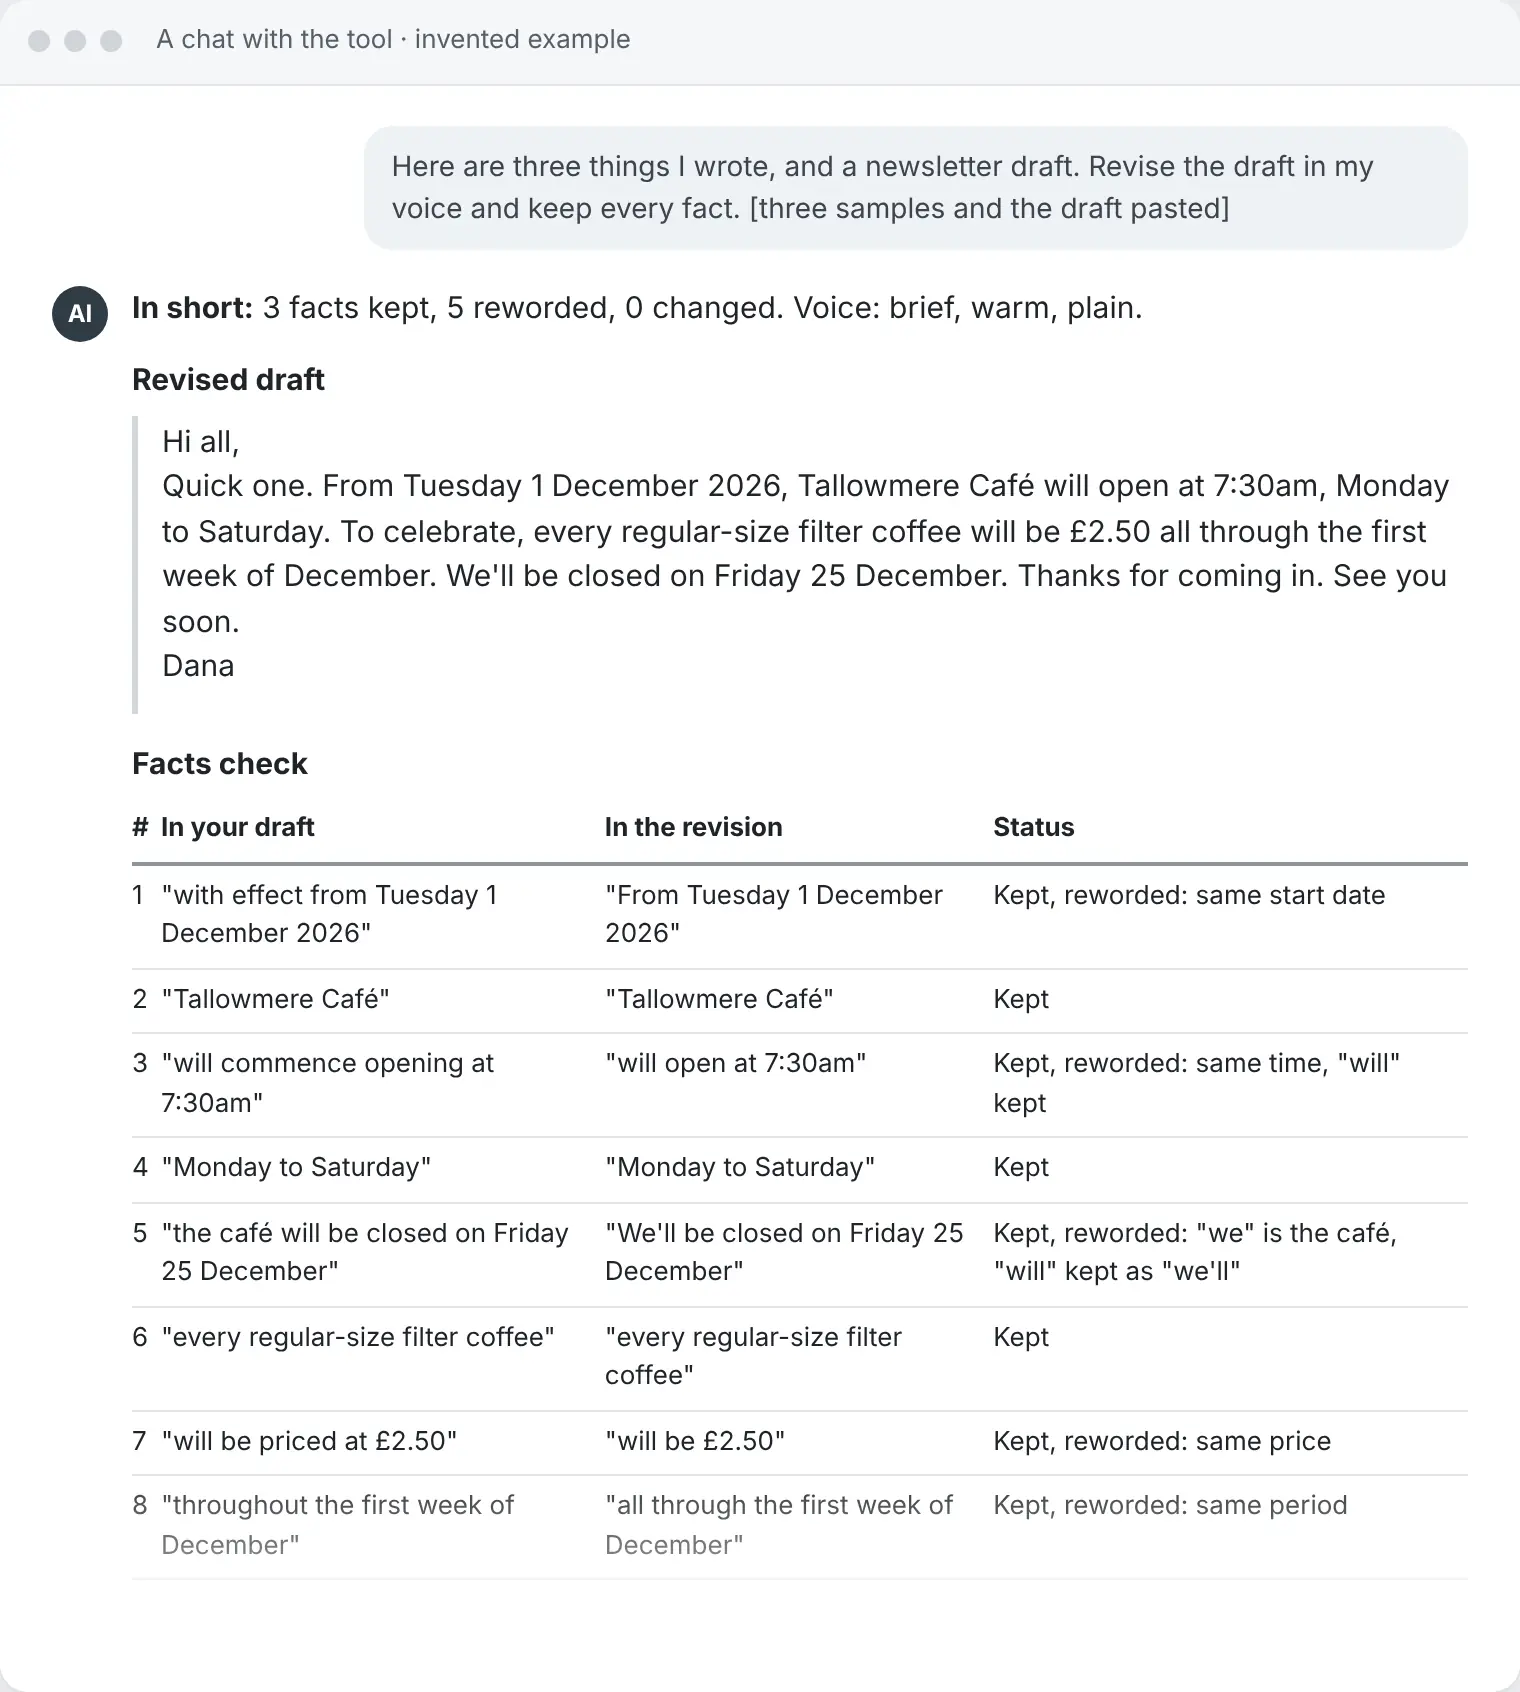 A chat with the tool · invented example
Here are three things I wrote, and a newsletter draft. Revise the draft in my
voice and keep every fact. [three samples and the draft pasted]
AI
In short: 3 facts kept, 5 reworded, 0 changed. Voice: brief, warm, plain.
Revised draft
Hi all,
Quick one. From Tuesday 1 December 2026, Tallowmere Café will open at 7:30am, Monday
to Saturday. To celebrate, every regular-size filter coffee will be £2.50 all through the first
week of December. We'll be closed on Friday 25 December. Thanks for coming in. See you
soon.
Dana
Facts check
# In your draft In the revision Status
1 "with effect from Tuesday 1 "From Tuesday 1 December Kept, reworded: same start date
December 2026" 2026"
2 "Tallowmere Café" "Tallowmere Café" Kept
3 "will commence opening at "will open at 7:30am" Kept, reworded: same time, "will"
7:30am" kept
4 "Monday to Saturday" "Monday to Saturday" Kept
5 "the café will be closed on Friday "We'll be closed on Friday 25 Kept, reworded: "we" is the café,
25 December" December" "will" kept as "we'll"
6 "every regular-size filter coffee" "every regular-size filter Kept
coffee"
7 "will be priced at £2.50" "will be £2.50" Kept, reworded: same price
8 "throughout the first week of "all through the first week of Kept, reworded: same period
December" December"